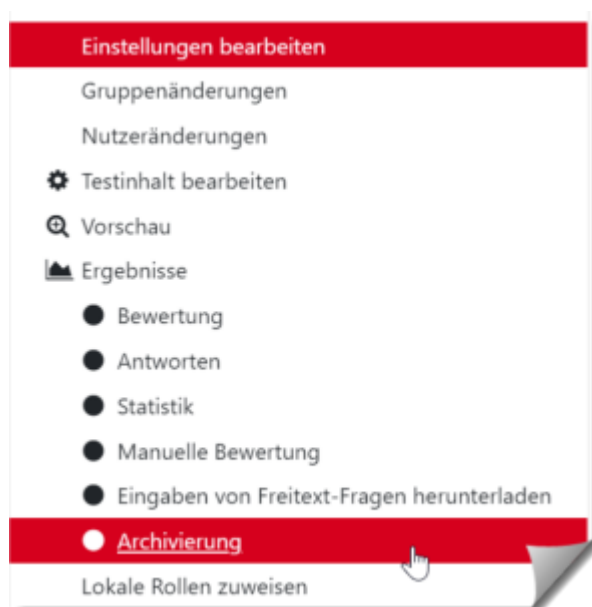 Einstellungen bearbeiten
Gruppenänderungen
Nutzeränderungen
Testinhalt bearbeiten
Vorschau
Ergebnisse
Bewertung
Antworten
Statistik
Manuelle Bewertung
Eingaben von Freitext-Fragen herunterladen
Archivierung
Lokale Rollen zuweisen